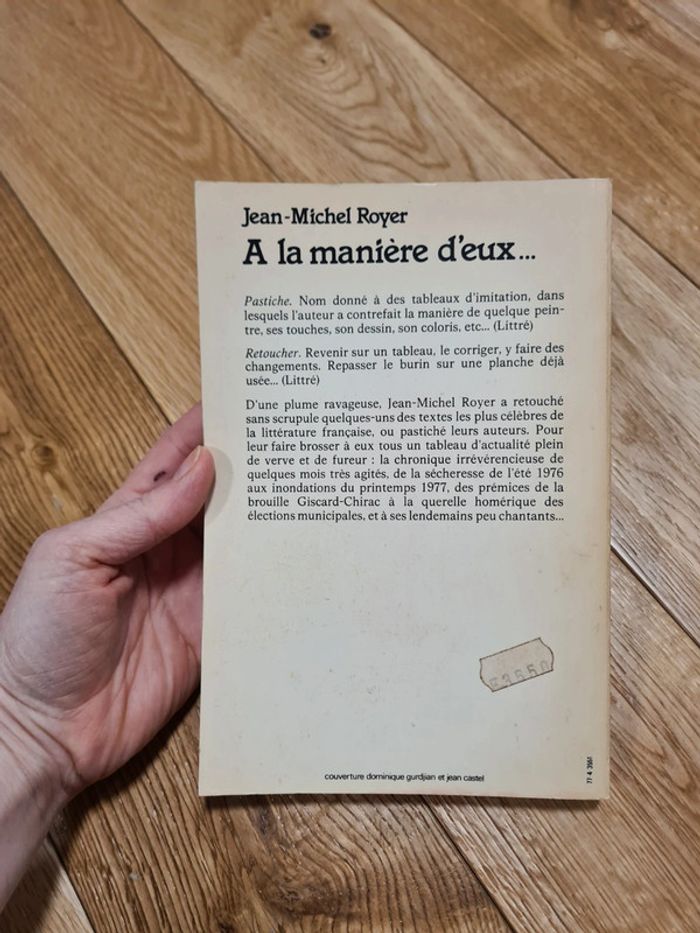 Jean-Michel Royer
A la manière d'eux...
Pastiche. Nom donné à des tableaux d'imitation, dans
lesquels l'auteur a contrefait la manière de quelque pein-
tre, ses touches, son dessin, son coloris, etc... (Littré)
Retoucher. Revenir sur un tableau, le corriger, y faire des
changements. Repasser le burin sur une planche déjà
usée... (Littré)
D'une plume ravageuse, Jean-Michel Royer a retouché
sans scrupule quelques-uns des textes les plus célèbres de
la littérature française, ou pastiché leurs auteurs. Pour
leur faire brosser à eux tous un tableau d'actualité plein
de verve et de fureur : la chronique irrévérencieuse de
quelques mois très agités, de la sécheresse de l'été 1976
aux inondations du printemps 1977, des prémices de la
brouille Giscard-Chirac à la querelle homérique des
élections municipales, et à ses lendemains peu chantants...
couverture dominique gurdjian et jean castel